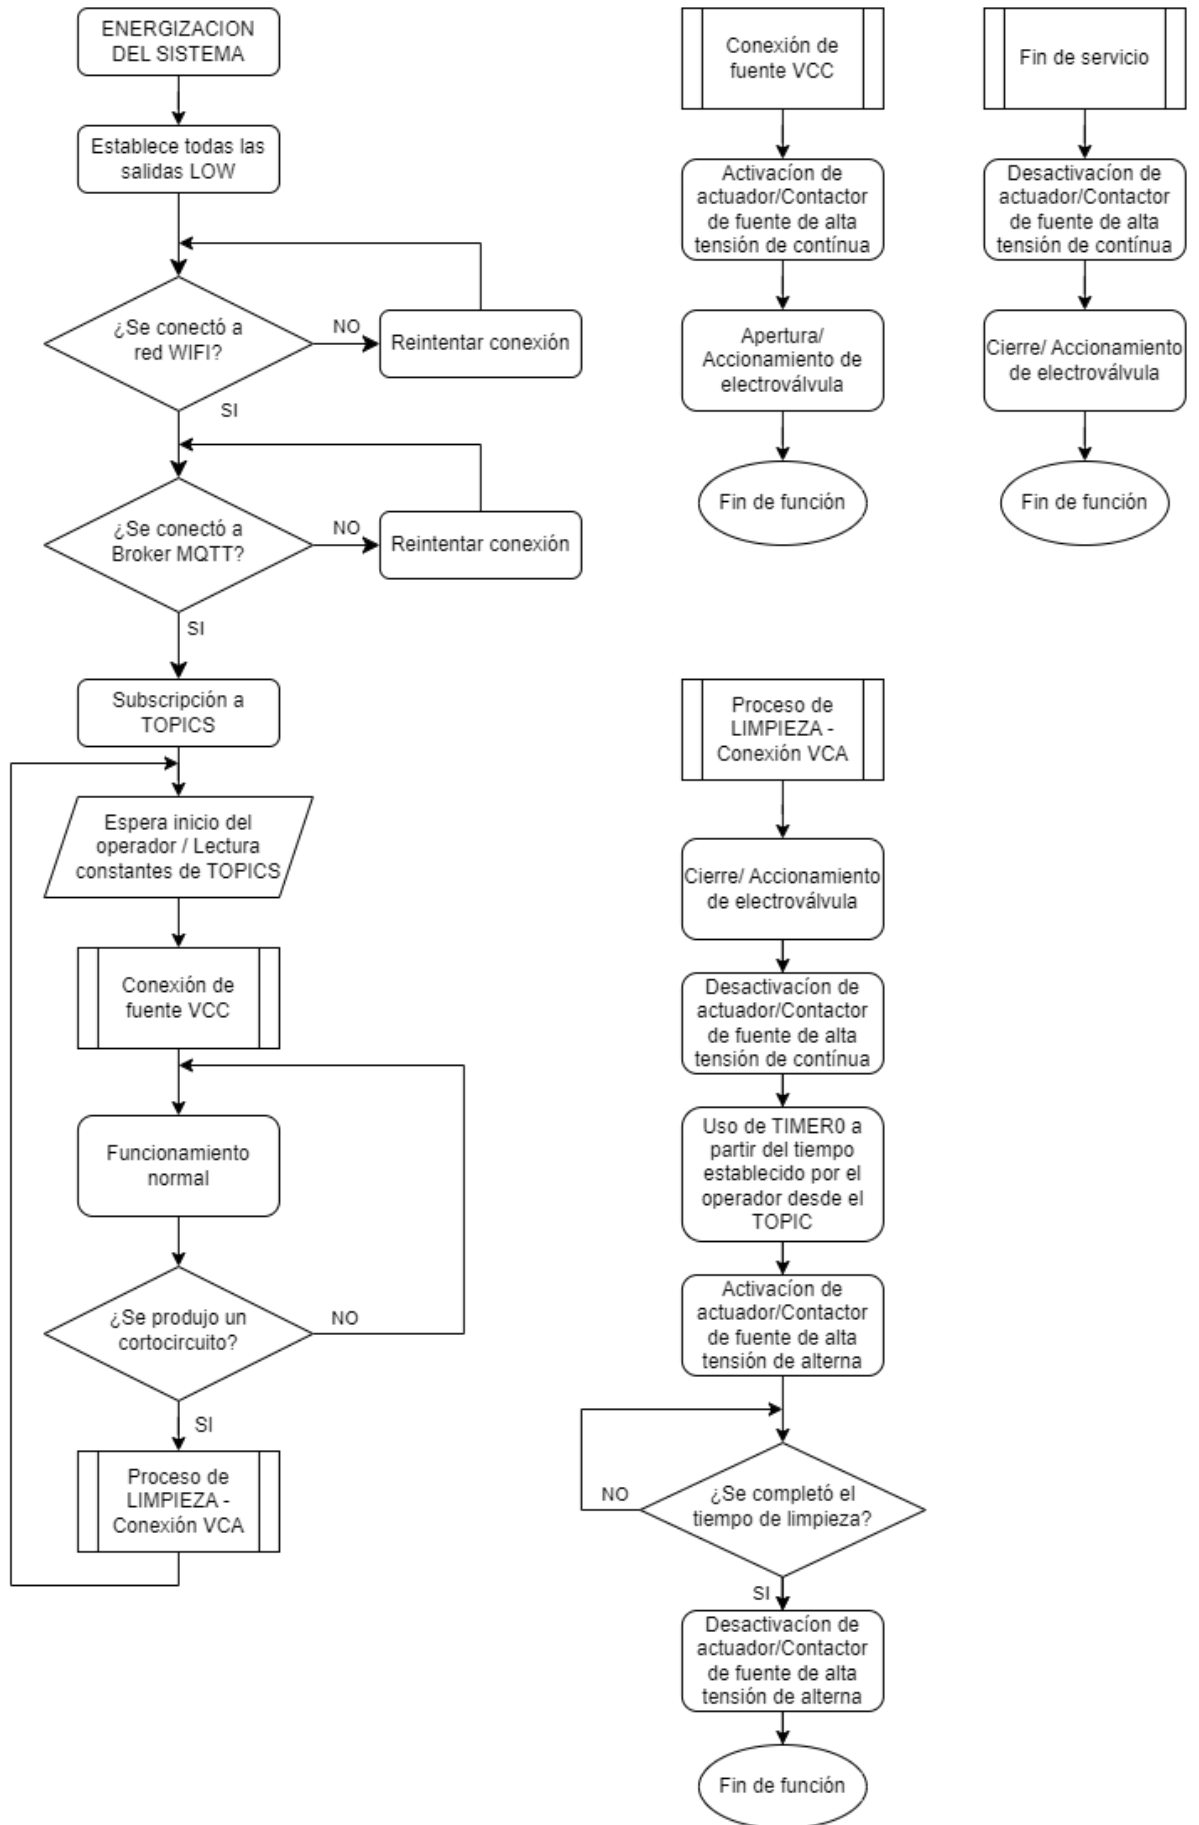 ENERGIZACION
DEL SISTEMA
Establece todas las
salidas LOW
¿Se conectó a
red WIFI?
NO
Reintentar conexión
SI
¿Se conectó a
Broker MQTT?
NO
Reintentar conexión
SI
Subscripción a
TOPICS
Espera inicio del
operador / Lectura
constantes de TOPICS
Conexión de
fuente VCC
Funcionamiento
normal
¿Se produjo un
cortocircuito?
NO
SI
Proceso de
LIMPIEZA -
Conexión VCA
Conexión de
fuente VCC
Activacíon de
actuador/Contactor
de fuente de alta
tensión de contínua
Apertura/
Accionamiento de
electroválvula
Fin de función
Fin de servicio
Desactivacíon de
actuador/Contactor
de fuente de alta
tensión de contínua
Cierre/ Accionamiento
de electroválvula
Fin de función
Proceso de
LIMPIEZA -
Conexión VCA
Cierre/ Accionamiento
de electroválvula
Desactivacíon de
actuador/Contactor
de fuente de alta
tensión de contínua
Uso de TIMER0 a
partir del tiempo
establecido por el
operador desde el
TOPIC
Activacíon de
actuador/Contactor
de fuente de alta
tensión de alterna
¿Se completó el
tiempo de limpieza?
NO
SI
Desactivacíon de
actuador/Contactor
de fuente de alta
tensión de alterna
Fin de función